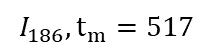 I₁₈₆, tₘ = 517